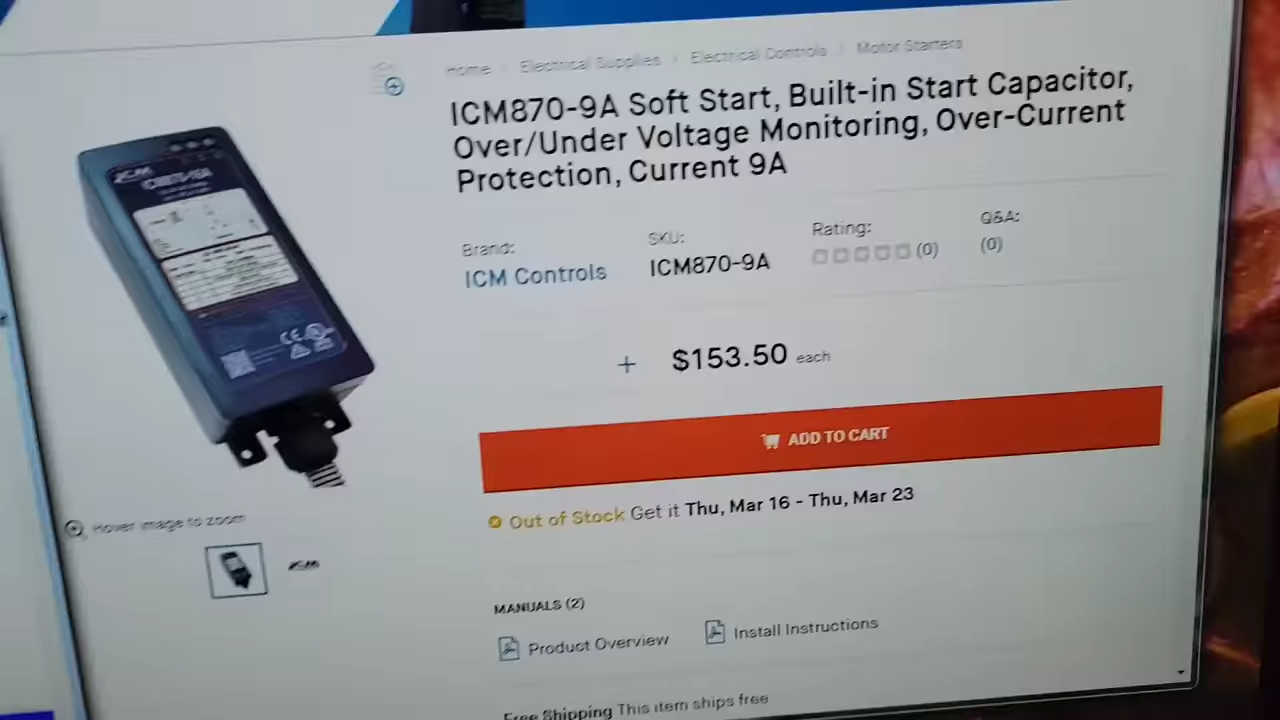 Home / Electrical Supplies / Electrical Controls / Motor Starters
ICM870-9A Soft Start, Built-in Start Capacitor,
Over/Under Voltage Monitoring, Over-Current
Protection, Current 9A
Brand:
ICM Controls
SKU:
ICM870-9A
Rating:
(0)
Q&A:
(0)
+ $153.50 each
ADD TO CART
Out of Stock Get it Thu, Mar 16 - Thu, Mar 23
Hover image to zoom
ICM
MANUALS (2)
Product Overview
Install Instructions
Free Shipping This item ships free